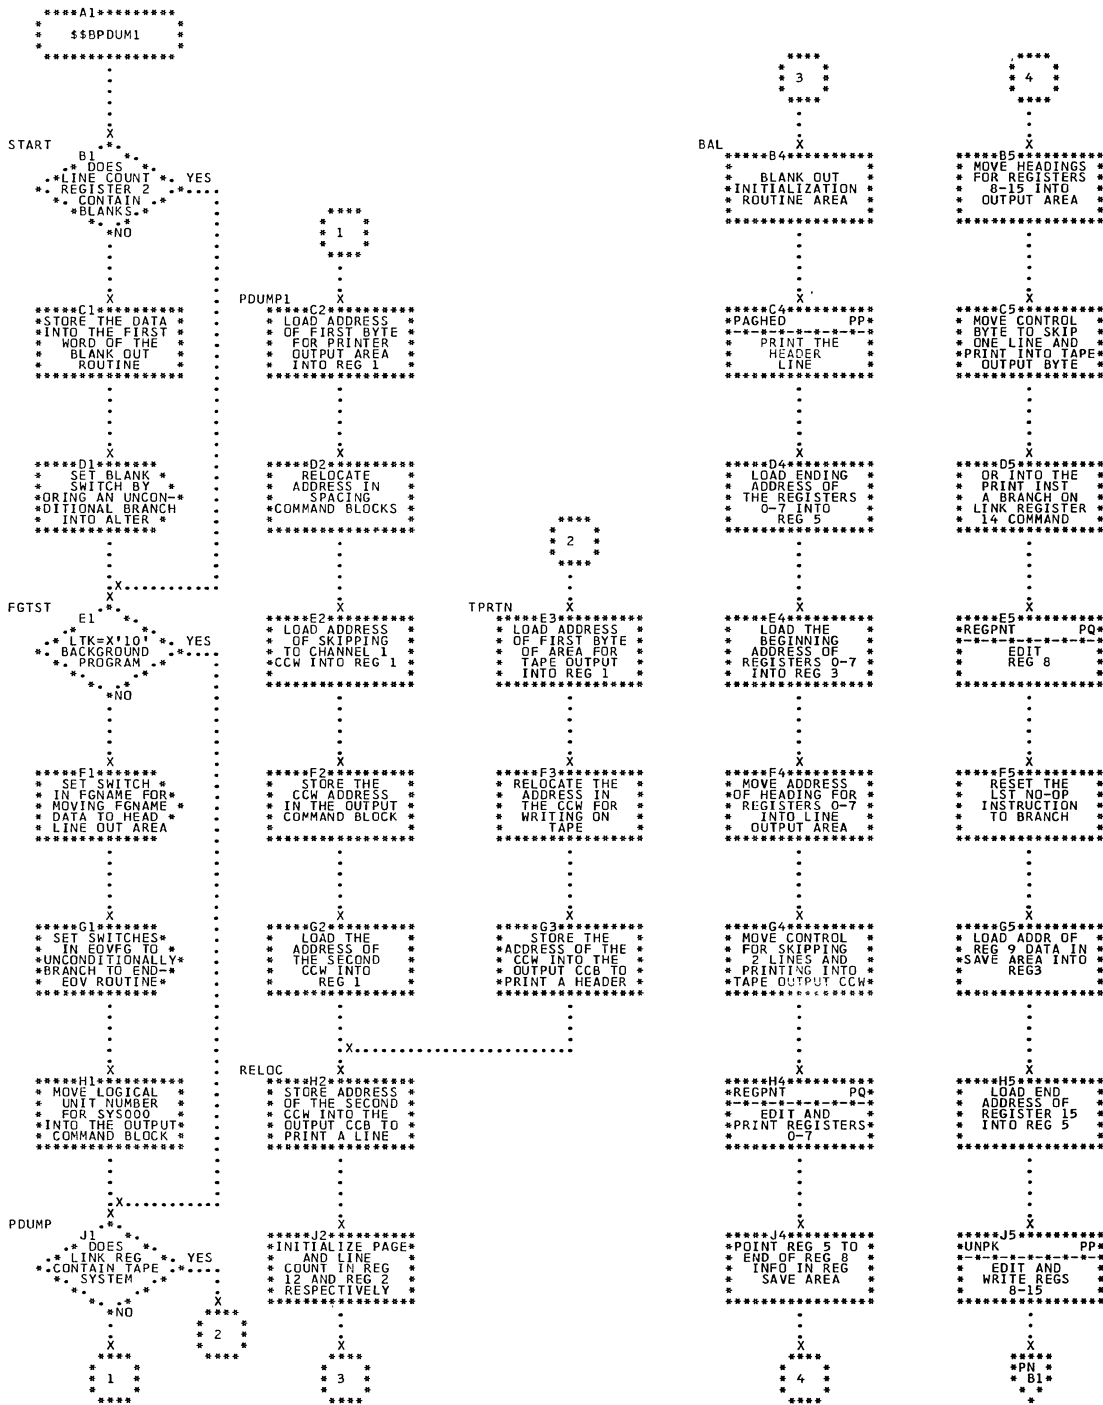 A1
$$BPDUM1
START
B1
DOES
LINE COUNT
REGISTER 2
CONTAIN
BLANKS
YES
NO
C1
STORE THE DATA
INTO THE FIRST
WORD OF THE
BLANK OUT
ROUTINE
D1
SET BLANK
SWITCH BY
ORING AN UNCON-
DITIONAL BRANCH
INTO ALTER
FGTST
E1
LTK=X'10'
BACKGROUND
PROGRAM
YES
NO
F1
SET SWITCH
IN FGNAME FOR
MOVING FGNAME
DATA TO HEAD
LINE OUT AREA
G1
SET SWITCHES
IN EOVFG TO
UNCONDITIONALLY
BRANCH TO END-
EOV ROUTINE
H1
MOVE LOGICAL
UNIT NUMBER
FOR SYS000
INTO THE OUTPUT
COMMAND BLOCK
PDUMP
J1
DOES
LINK REG
CONTAIN TAPE
SYSTEM
YES
NO
2
1
1
PDUMP1
C2
LOAD ADDRESS
OF FIRST BYTE
FOR PRINTER
OUTPUT AREA
INTO REG 1
D2
RELOCATE
ADDRESS IN
SPACING
COMMAND BLOCKS
E2
LOAD ADDRESS
OF SKIPPING
TO CHANNEL 1
CCW INTO REG 1
F2
STORE THE
CCW ADDRESS
IN THE OUTPUT
COMMAND BLOCK
G2
LOAD THE
ADDRESS OF
THE SECOND
CCW INTO
REG 1
RELOC
H2
STORE ADDRESS
OF THE SECOND
CCW INTO THE
OUTPUT CCB TO
PRINT A LINE
J2
INITIALIZE PAGE
AND LINE
COUNT IN REG
12 AND REG 2
RESPECTIVELY
3
2
TPRTN
E3
LOAD ADDRESS
OF FIRST BYTE
OF AREA FOR
TAPE OUTPUT
INTO REG 1
F3
RELOCATE THE
ADDRESS IN
THE CCW FOR
WRITING ON
TAPE
G3
STORE THE
ADDRESS OF THE
CCW INTO THE
OUTPUT CCB TO
PRINT A HEADER
3
BAL
B4
BLANK OUT
INITIALIZATION
ROUTINE AREA
C4
PAGHED PP
PRINT THE
HEADER
LINE
D4
LOAD ENDING
ADDRESS OF
THE REGISTERS
0-7 INTO
REG 5
E4
LOAD THE
BEGINNING
ADDRESS OF
REGISTERS 0-7
INTO REG 3
F4
MOVE ADDRESS
OF HEADING FOR
REGISTERS 0-7
INTO LINE
OUTPUT AREA
G4
MOVE CONTROL
FOR SKIPPING
2 LINES AND
PRINTING INTO
TAPE OUTPUT CCW
H4
REGPNT PQ
EDIT AND
PRINT REGISTERS
0-7
J4
POINT REG 5 TO
END OF REG 8
INFO IN REG
SAVE AREA
4
4
B5
MOVE HEADINGS
FOR REGISTERS
8-15 INTO
OUTPUT AREA
C5
MOVE CONTROL
BYTE TO SKIP
ONE LINE AND
PRINT INTO TAPE
OUTPUT BYTE
D5
OR INTO THE
PRINT INST
A BRANCH ON
LINK REGISTER
14 COMMAND
E5
REGPNT PQ
EDIT
REG 8
F5
RESET THE
LST NO-OP
INSTRUCTION
TO BRANCH
G5
LOAD ADDR OF
REG 9 DATA IN
SAVE AREA INTO
REG3
H5
LOAD END
ADDRESS OF
REGISTER 15
INTO REG 5
J5
UNPK PP
EDIT AND
WRITE REGS
8-15
PN
B1